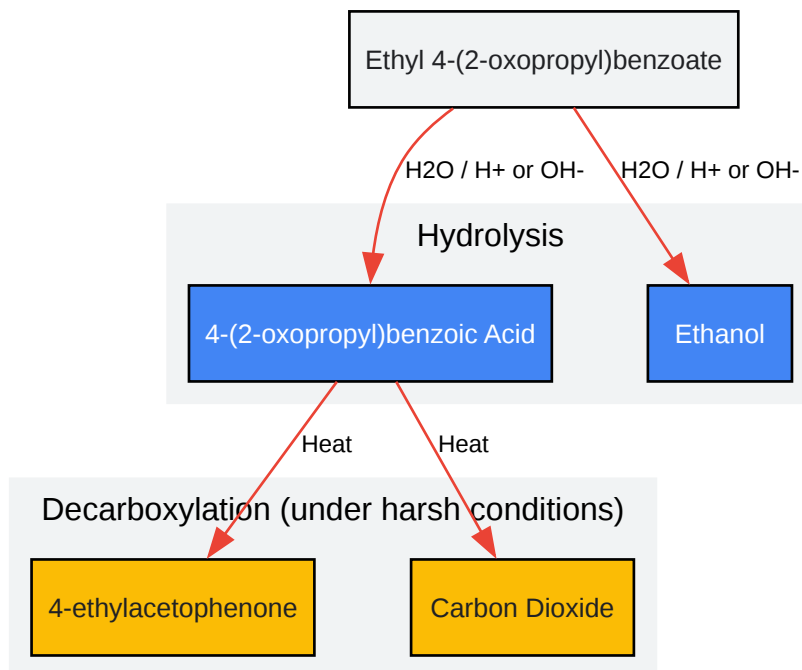 Ethyl 4-(2-oxopropyl)benzoate
H2O / H+ or OH-
H2O / H+ or OH-
Hydrolysis
4-(2-oxopropyl)benzoic Acid
Ethanol
Heat
Heat
Decarboxylation (under harsh conditions)
4-ethylacetophenone
Carbon Dioxide